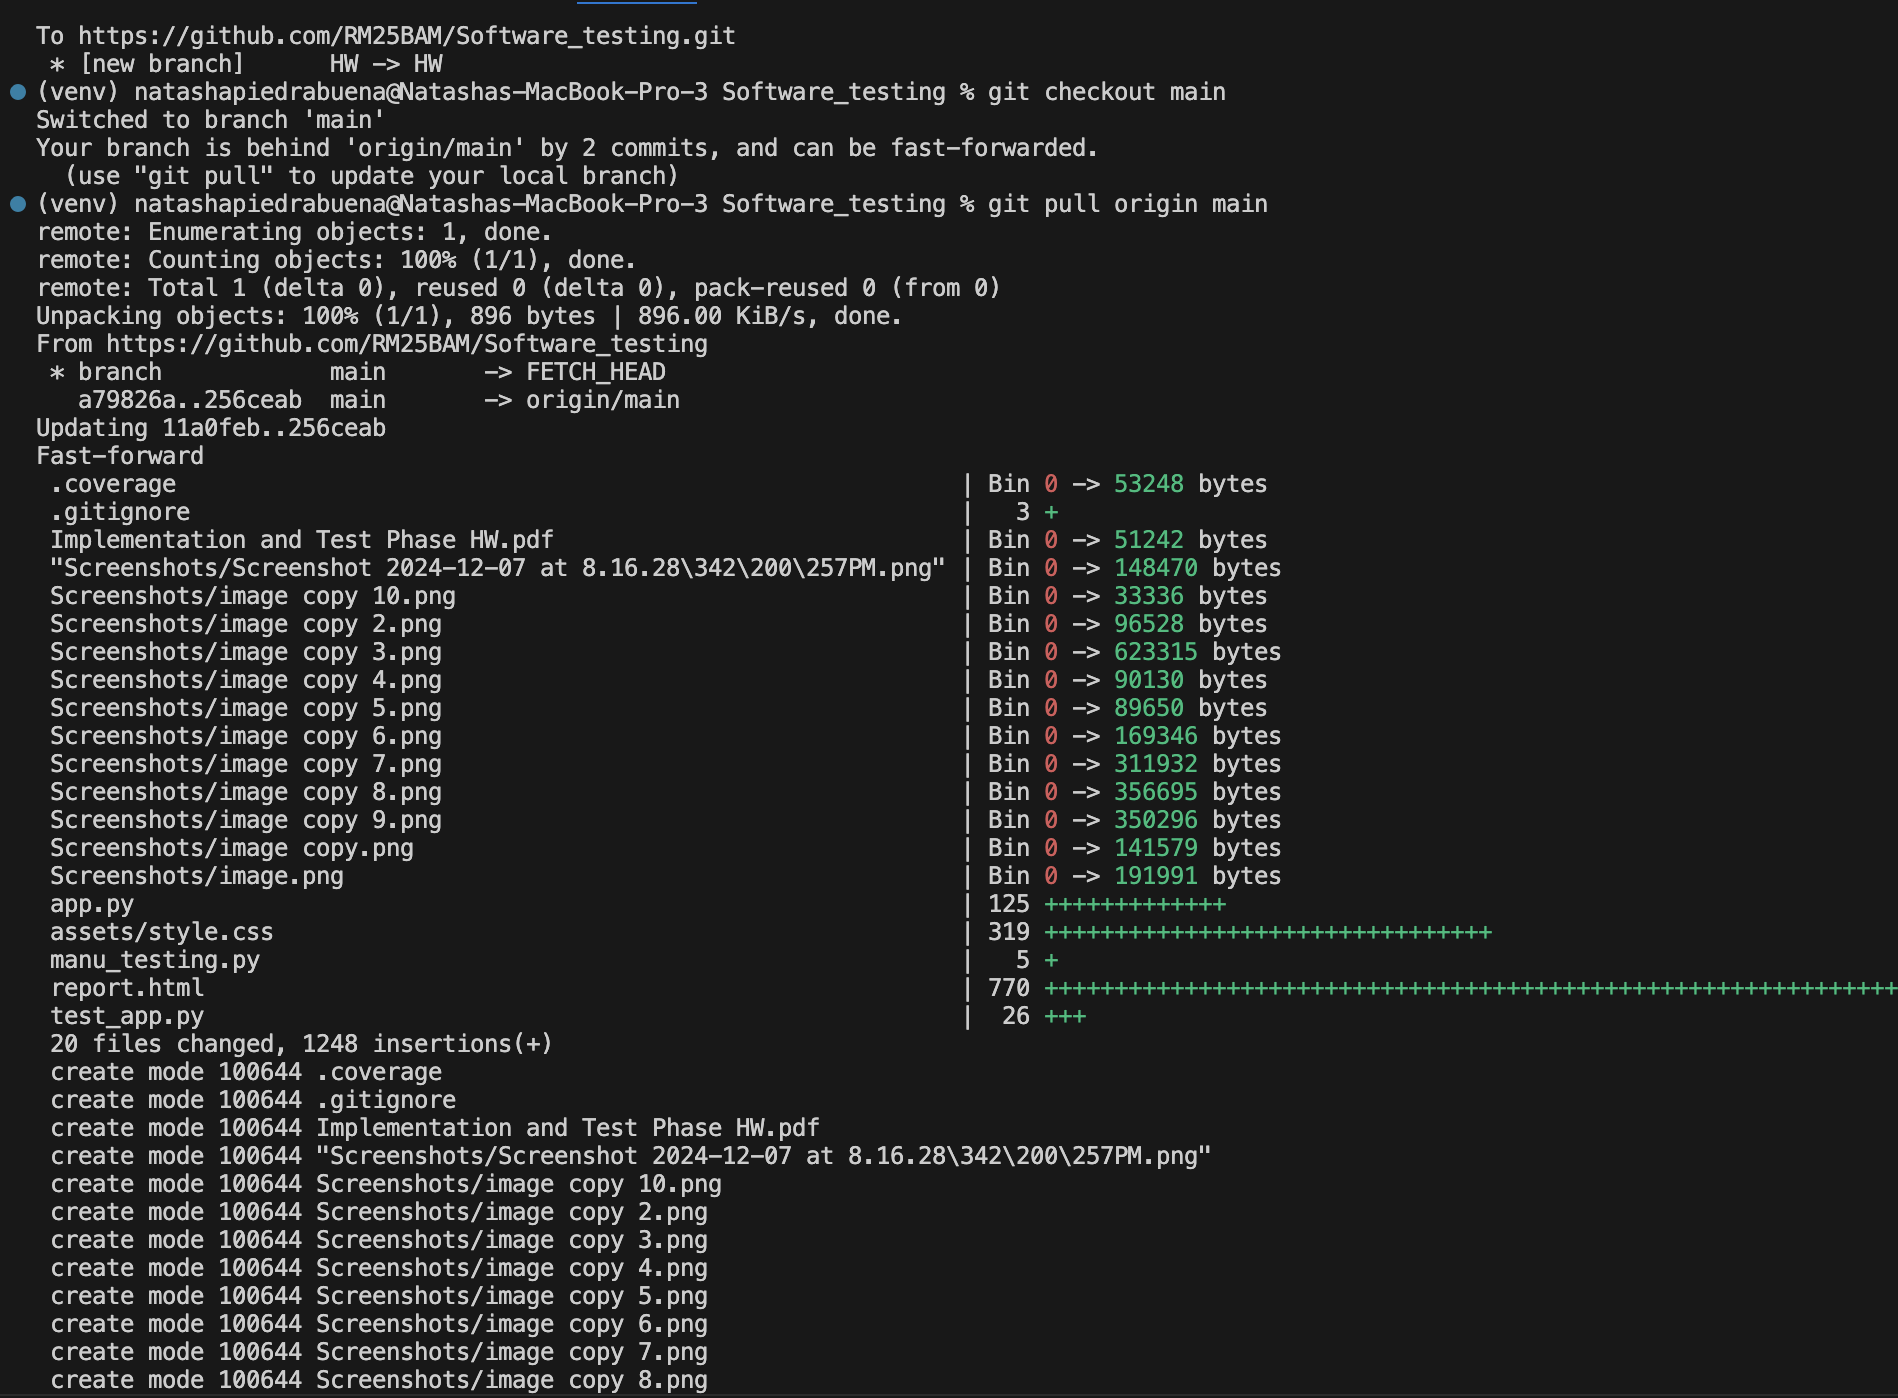 To https://github.com/RM25BAM/Software_testing.git
 * [new branch]      HW -> HW
(venv) natashapiedrabuena@Natashas-MacBook-Pro-3 Software_testing % git checkout main
Switched to branch 'main'
Your branch is behind 'origin/main' by 2 commits, and can be fast-forwarded.
  (use "git pull" to update your local branch)
(venv) natashapiedrabuena@Natashas-MacBook-Pro-3 Software_testing % git pull origin main
remote: Enumerating objects: 1, done.
remote: Counting objects: 100% (1/1), done.
remote: Total 1 (delta 0), reused 0 (delta 0), pack-reused 0 (from 0)
Unpacking objects: 100% (1/1), 896 bytes | 896.00 KiB/s, done.
From https://github.com/RM25BAM/Software_testing
 * branch            main       -> FETCH_HEAD
   a79826a..256ceab  main       -> origin/main
Updating 11a0feb..256ceab
Fast-forward
 .coverage                                                        | Bin 0 -> 53248 bytes
 .gitignore                                                       |   3 +
 Implementation and Test Phase HW.pdf                             | Bin 0 -> 51242 bytes
 "Screenshots/Screenshot 2024-12-07 at 8.16.28\342\200\257PM.png" | Bin 0 -> 148470 bytes
 Screenshots/image copy 10.png                                    | Bin 0 -> 33336 bytes
 Screenshots/image copy 2.png                                     | Bin 0 -> 96528 bytes
 Screenshots/image copy 3.png                                     | Bin 0 -> 623315 bytes
 Screenshots/image copy 4.png                                     | Bin 0 -> 90130 bytes
 Screenshots/image copy 5.png                                     | Bin 0 -> 89650 bytes
 Screenshots/image copy 6.png                                     | Bin 0 -> 169346 bytes
 Screenshots/image copy 7.png                                     | Bin 0 -> 311932 bytes
 Screenshots/image copy 8.png                                     | Bin 0 -> 356695 bytes
 Screenshots/image copy 9.png                                     | Bin 0 -> 350296 bytes
 Screenshots/image copy.png                                       | Bin 0 -> 141579 bytes
 Screenshots/image.png                                            | Bin 0 -> 191991 bytes
 app.py                                                           | 125 +++++++++++++
 assets/style.css                                                 | 319 ++++++++++++++++++++++++++++++++
 manu_testing.py                                                  |   5 +
 report.html                                                      | 770 +++++++++++++++++++++++++++++++++++++++++++++++++++++++++++++
 test_app.py                                                      |  26 +++
 20 files changed, 1248 insertions(+)
 create mode 100644 .coverage
 create mode 100644 .gitignore
 create mode 100644 Implementation and Test Phase HW.pdf
 create mode 100644 "Screenshots/Screenshot 2024-12-07 at 8.16.28\342\200\257PM.png"
 create mode 100644 Screenshots/image copy 10.png
 create mode 100644 Screenshots/image copy 2.png
 create mode 100644 Screenshots/image copy 3.png
 create mode 100644 Screenshots/image copy 4.png
 create mode 100644 Screenshots/image copy 5.png
 create mode 100644 Screenshots/image copy 6.png
 create mode 100644 Screenshots/image copy 7.png
 create mode 100644 Screenshots/image copy 8.png